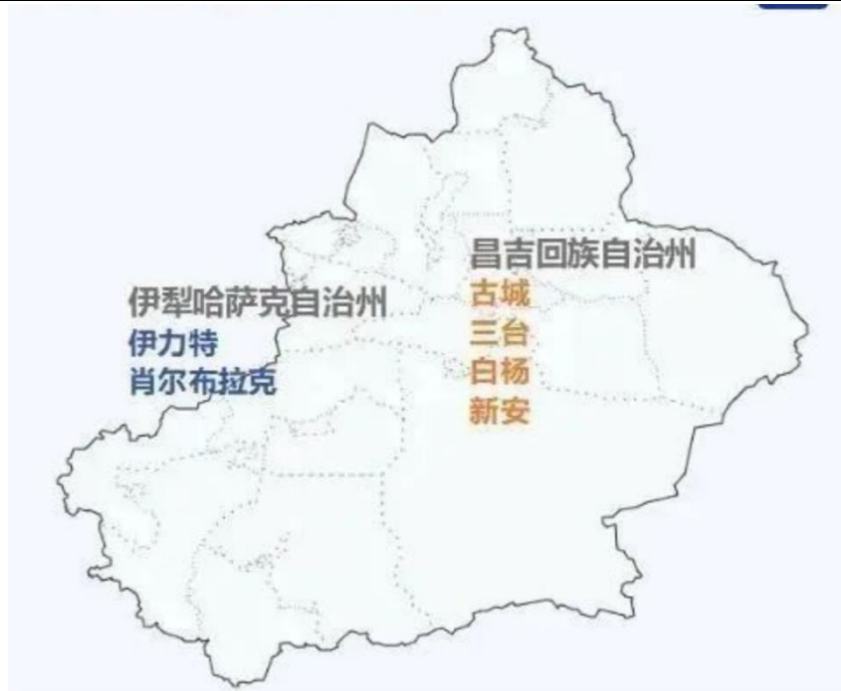 昌吉回族自治州
古城
三台
白杨
新安
伊犁哈萨克自治州
伊力特
肖尔布拉克